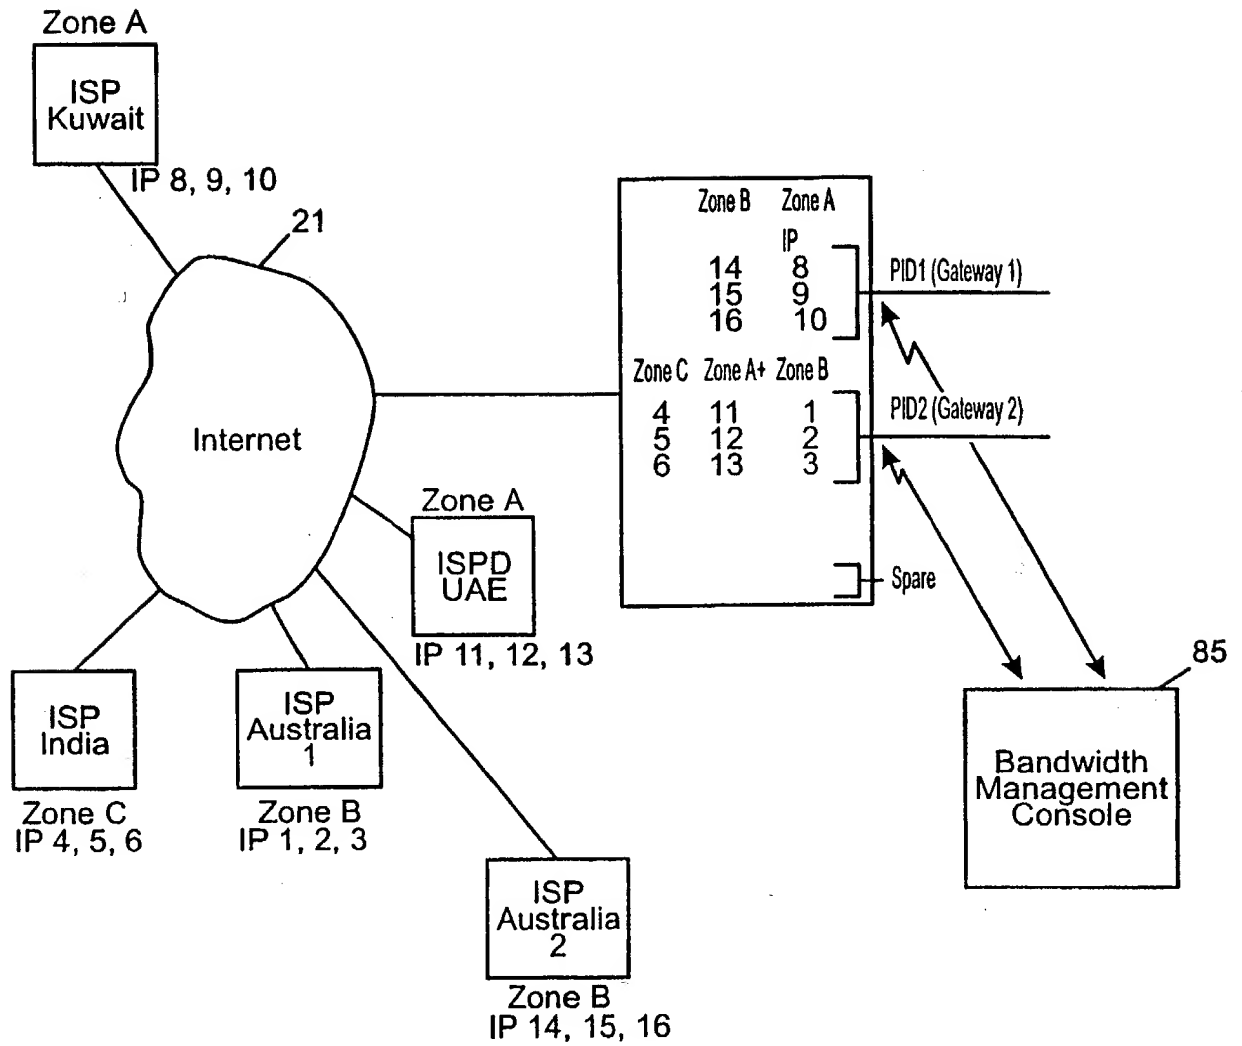 Zone A
ISP
Kuwait
IP 8, 9, 10
21
Internet
Zone B Zone A
IP
14 8
15 9
16 10
PID1 (Gateway 1)
Zone C Zone A+ Zone B
4 11 1
5 12 2
6 13 3
PID2 (Gateway 2)
Spare
Zone A
ISPD
UAE
IP 11, 12, 13
ISP
India
Zone C
IP 4, 5, 6
ISP
Australia
1
Zone B
IP 1, 2, 3
ISP
Australia
2
Zone B
IP 14, 15, 16
85
Bandwidth
Management
Console